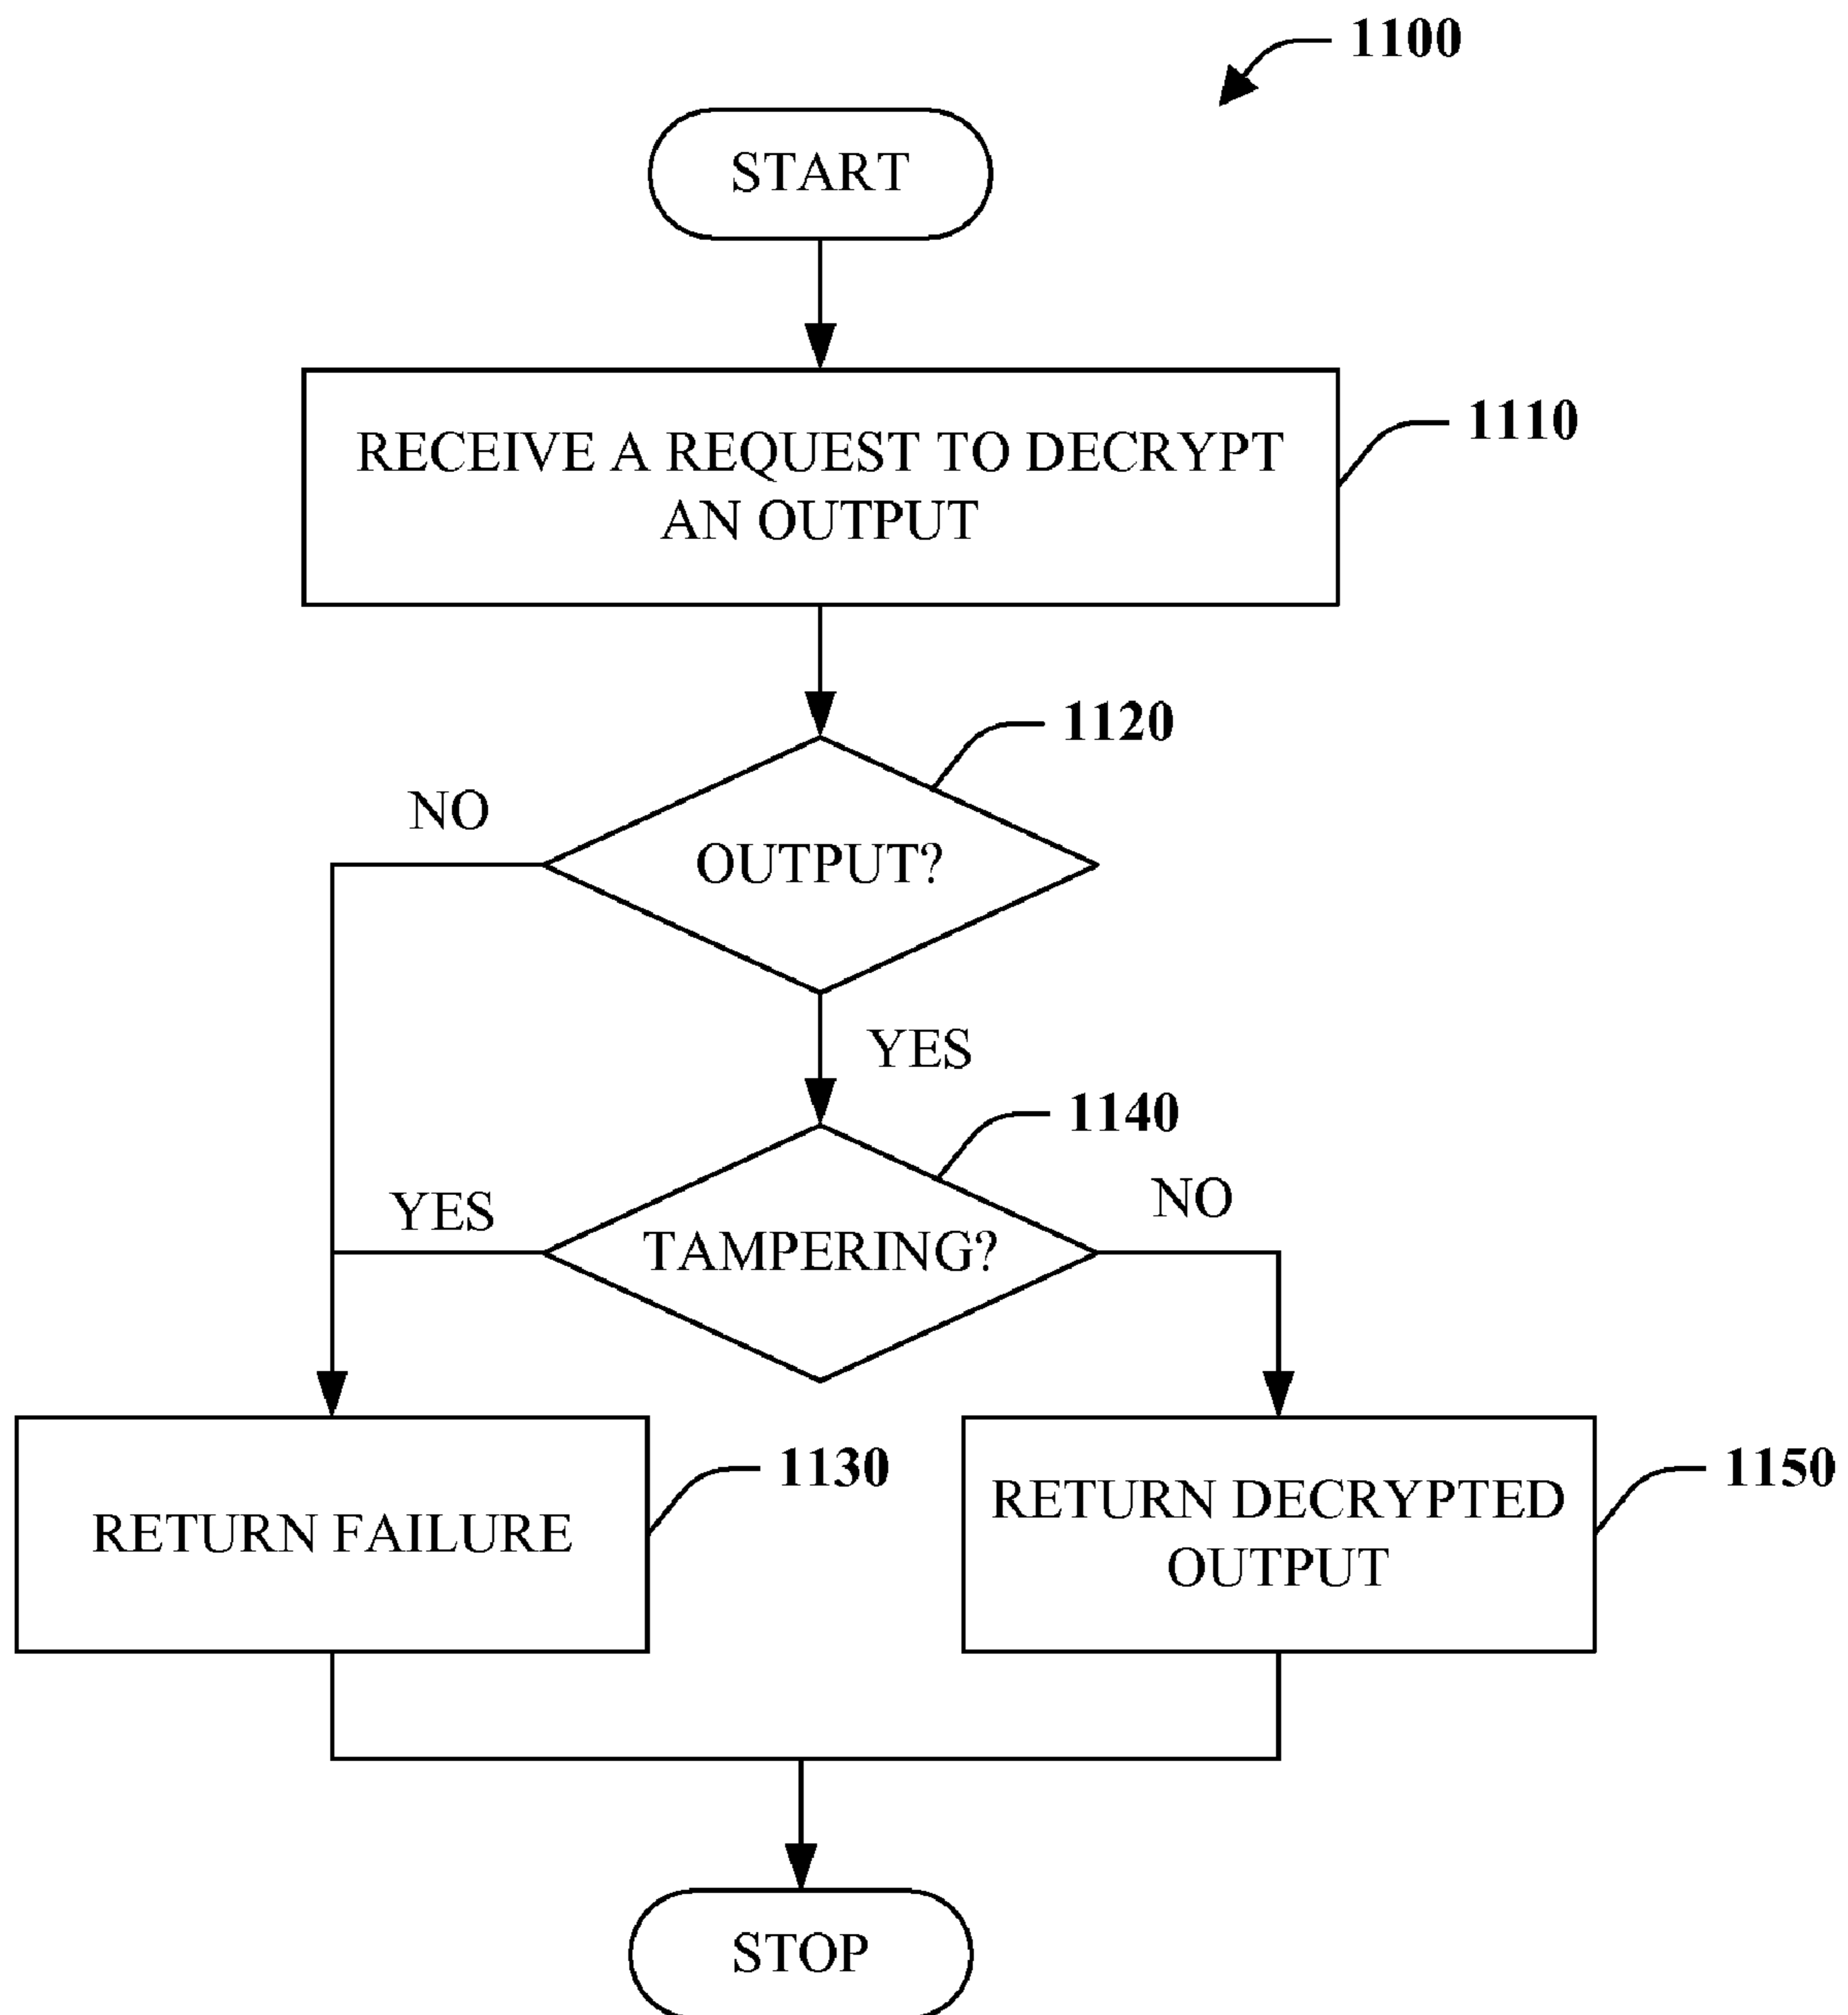 1100
START
RECEIVE A REQUEST TO DECRYPT
AN OUTPUT
1110
1120
NO
OUTPUT?
YES
1140
YES
NO
TAMPERING?
1130
RETURN FAILURE
1150
RETURN DECRYPTED
OUTPUT
STOP